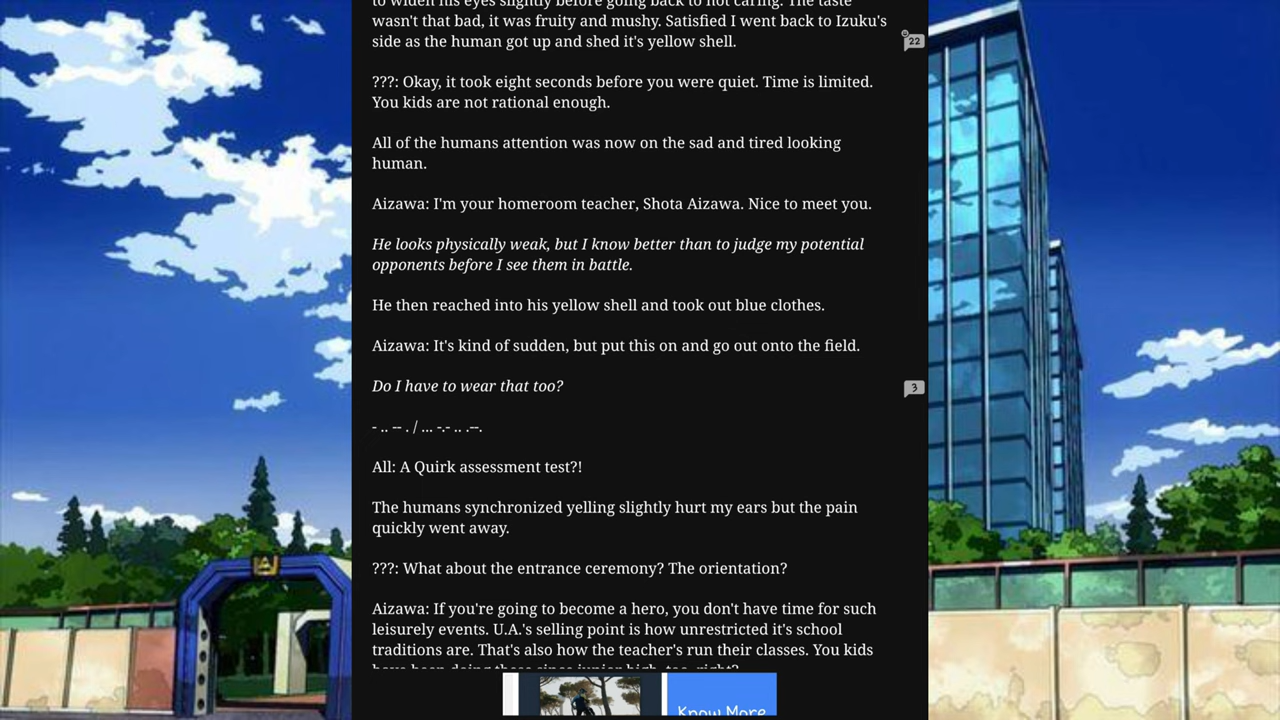 to widen his eyes slightly before going back to not caring. The taste
wasn't that bad, it was fruity and mushy. Satisfied I went back to Izuku's
side as the human got up and shed it's yellow shell.
22
???: Okay, it took eight seconds before you were quiet. Time is limited.
You kids are not rational enough.
All of the humans attention was now on the sad and tired looking
human.
Aizawa: I'm your homeroom teacher, Shota Aizawa. Nice to meet you.
He looks physically weak, but I know better than to judge my potential
opponents before I see them in battle.
He then reached into his yellow shell and took out blue clothes.
Aizawa: It's kind of sudden, but put this on and go out onto the field.
Do I have to wear that too?
3
- .. -- . / ... -.- .. .--.
All: A Quirk assessment test?!
The humans synchronized yelling slightly hurt my ears but the pain
quickly went away.
???: What about the entrance ceremony? The orientation?
Aizawa: If you're going to become a hero, you don't have time for such
leisurely events. U.A.'s selling point is how unrestricted it's school
traditions are. That's also how the teacher's run their classes. You kids
have been doing these since junior high, too, right?
Know More